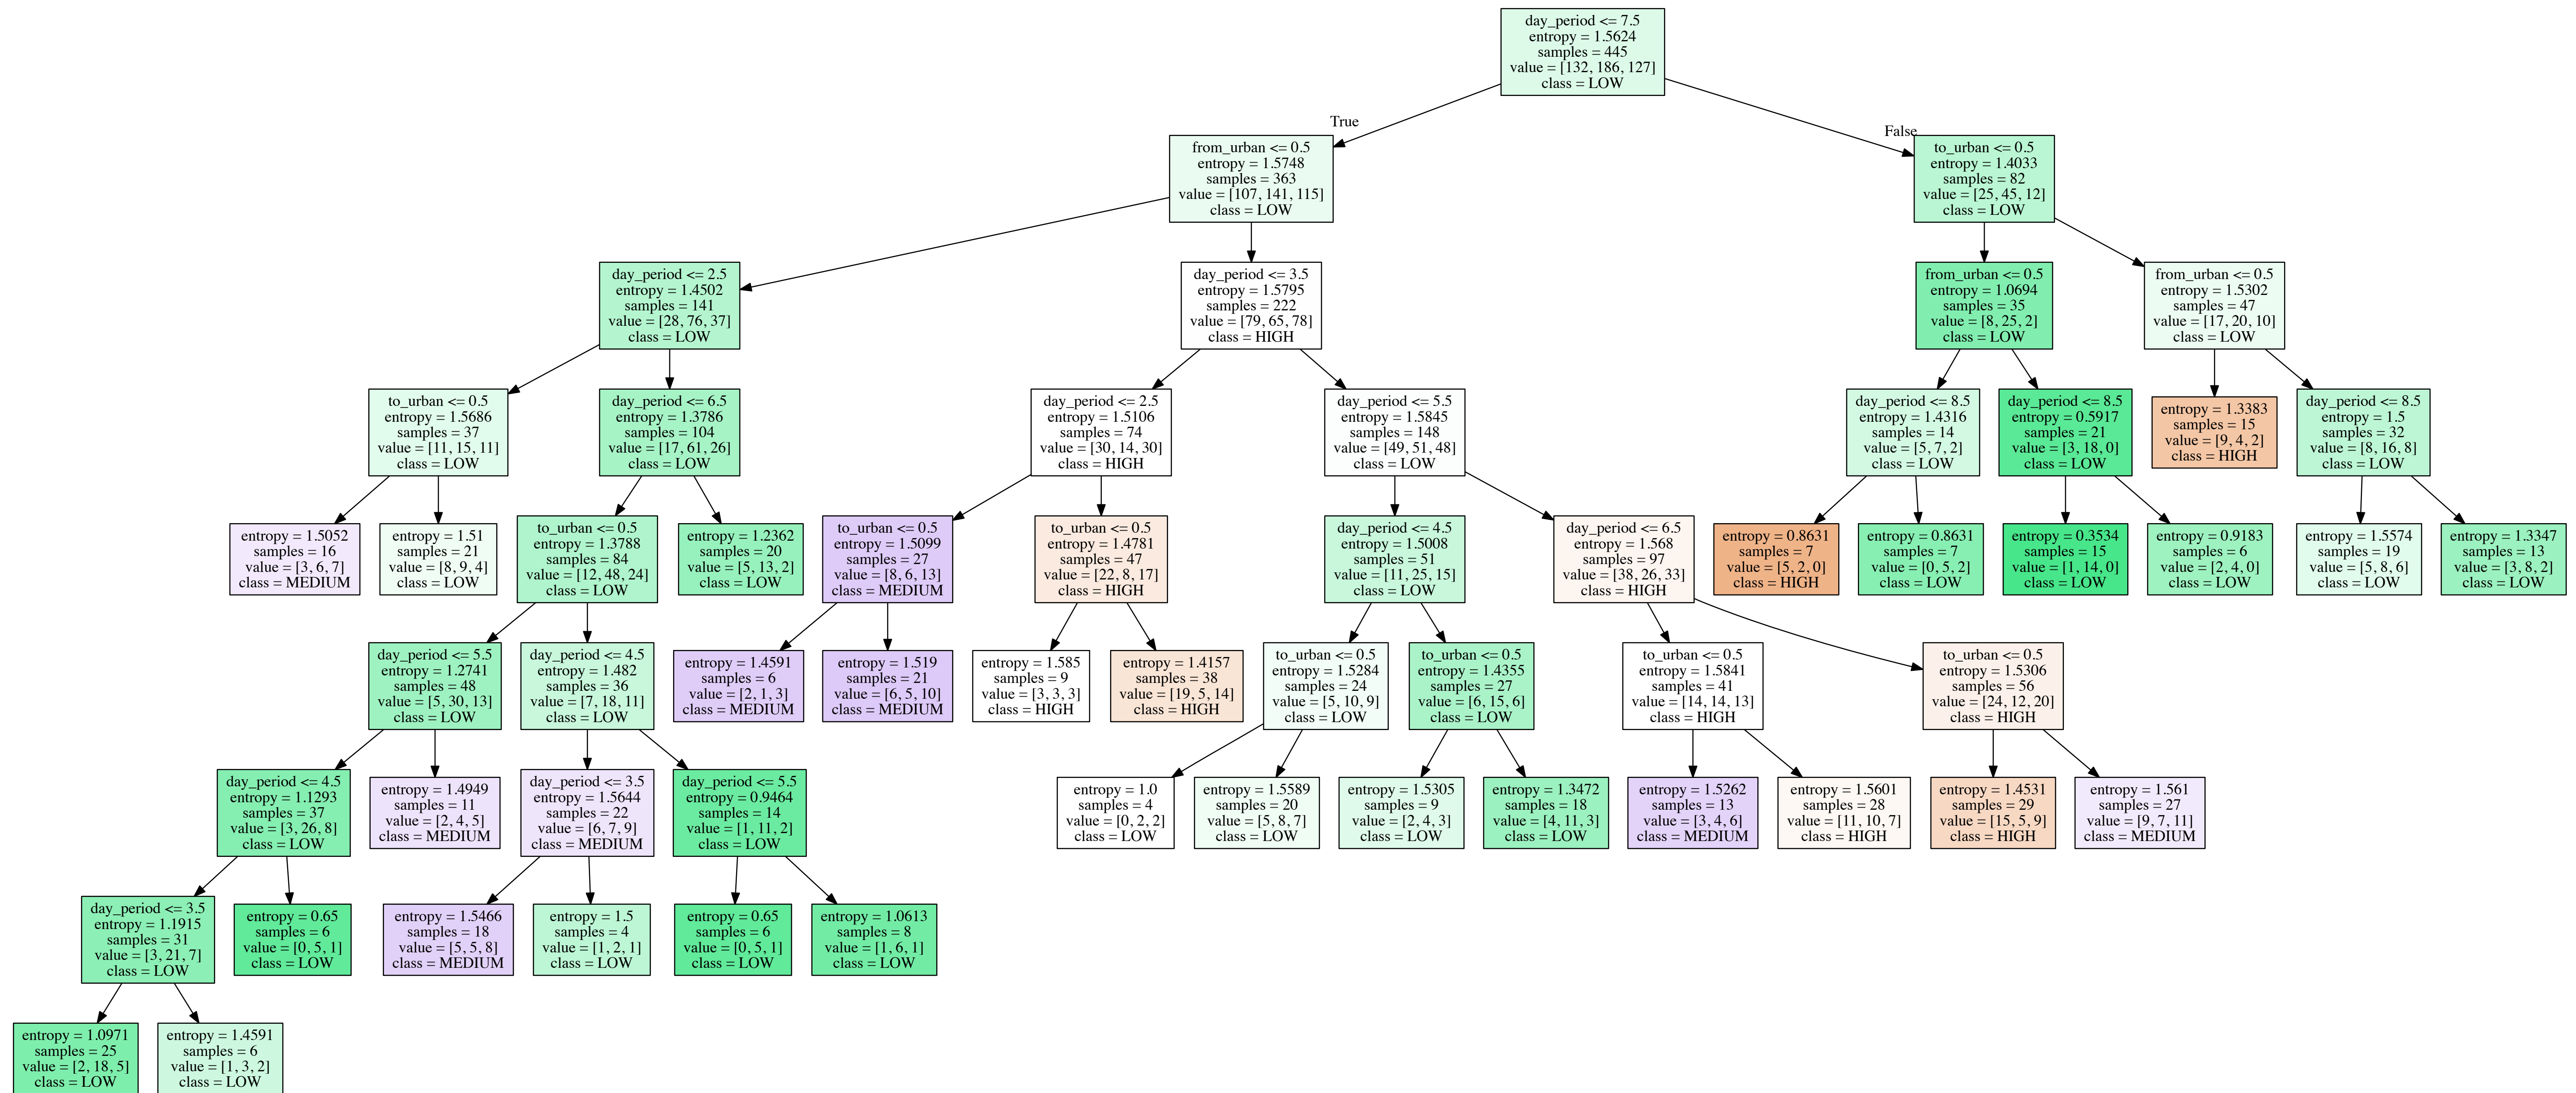 day_period <= 7.5
entropy = 1.5624
samples = 445
value = [132, 186, 127]
class = LOW
True
False
from_urban <= 0.5
entropy = 1.5748
samples = 363
value = [107, 141, 115]
class = LOW
to_urban <= 0.5
entropy = 1.4033
samples = 82
value = [25, 45, 12]
class = LOW
day_period <= 2.5
entropy = 1.4502
samples = 141
value = [28, 76, 37]
class = LOW
day_period <= 3.5
entropy = 1.5795
samples = 222
value = [79, 65, 78]
class = HIGH
from_urban <= 0.5
entropy = 1.0694
samples = 35
value = [8, 25, 2]
class = LOW
from_urban <= 0.5
entropy = 1.5302
samples = 47
value = [17, 20, 10]
class = LOW
to_urban <= 0.5
entropy = 1.5686
samples = 37
value = [11, 15, 11]
class = LOW
day_period <= 6.5
entropy = 1.3786
samples = 104
value = [17, 61, 26]
class = LOW
day_period <= 2.5
entropy = 1.5106
samples = 74
value = [30, 14, 30]
class = HIGH
day_period <= 5.5
entropy = 1.5845
samples = 148
value = [49, 51, 48]
class = LOW
day_period <= 8.5
entropy = 1.4316
samples = 14
value = [5, 7, 2]
class = LOW
day_period <= 8.5
entropy = 0.5917
samples = 21
value = [3, 18, 0]
class = LOW
entropy = 1.3383
samples = 15
value = [9, 4, 2]
class = HIGH
day_period <= 8.5
entropy = 1.5
samples = 32
value = [8, 16, 8]
class = LOW
entropy = 1.5052
samples = 16
value = [3, 6, 7]
class = MEDIUM
entropy = 1.51
samples = 21
value = [8, 9, 4]
class = LOW
to_urban <= 0.5
entropy = 1.3788
samples = 84
value = [12, 48, 24]
class = LOW
entropy = 1.2362
samples = 20
value = [5, 13, 2]
class = LOW
to_urban <= 0.5
entropy = 1.5099
samples = 27
value = [8, 6, 13]
class = MEDIUM
to_urban <= 0.5
entropy = 1.4781
samples = 47
value = [22, 8, 17]
class = HIGH
day_period <= 4.5
entropy = 1.5008
samples = 51
value = [11, 25, 15]
class = LOW
day_period <= 6.5
entropy = 1.568
samples = 97
value = [38, 26, 33]
class = HIGH
entropy = 0.8631
samples = 7
value = [5, 2, 0]
class = HIGH
entropy = 0.8631
samples = 7
value = [0, 5, 2]
class = LOW
entropy = 0.3534
samples = 15
value = [1, 14, 0]
class = LOW
entropy = 0.9183
samples = 6
value = [2, 4, 0]
class = LOW
entropy = 1.5574
samples = 19
value = [5, 8, 6]
class = LOW
entropy = 1.3347
samples = 13
value = [3, 8, 2]
class = LOW
day_period <= 5.5
entropy = 1.2741
samples = 48
value = [5, 30, 13]
class = LOW
day_period <= 4.5
entropy = 1.482
samples = 36
value = [7, 18, 11]
class = LOW
entropy = 1.4591
samples = 6
value = [2, 1, 3]
class = MEDIUM
entropy = 1.519
samples = 21
value = [6, 5, 10]
class = MEDIUM
entropy = 1.585
samples = 9
value = [3, 3, 3]
class = HIGH
entropy = 1.4157
samples = 38
value = [19, 5, 14]
class = HIGH
to_urban <= 0.5
entropy = 1.5284
samples = 24
value = [5, 10, 9]
class = LOW
to_urban <= 0.5
entropy = 1.4355
samples = 27
value = [6, 15, 6]
class = LOW
to_urban <= 0.5
entropy = 1.5841
samples = 41
value = [14, 14, 13]
class = HIGH
to_urban <= 0.5
entropy = 1.5306
samples = 56
value = [24, 12, 20]
class = HIGH
day_period <= 4.5
entropy = 1.1293
samples = 37
value = [3, 26, 8]
class = LOW
entropy = 1.4949
samples = 11
value = [2, 4, 5]
class = MEDIUM
day_period <= 3.5
entropy = 1.5644
samples = 22
value = [6, 7, 9]
class = MEDIUM
day_period <= 5.5
entropy = 0.9464
samples = 14
value = [1, 11, 2]
class = LOW
entropy = 1.0
samples = 4
value = [0, 2, 2]
class = LOW
entropy = 1.5589
samples = 20
value = [5, 8, 7]
class = LOW
entropy = 1.5305
samples = 9
value = [2, 4, 3]
class = LOW
entropy = 1.3472
samples = 18
value = [4, 11, 3]
class = LOW
entropy = 1.5262
samples = 13
value = [3, 4, 6]
class = MEDIUM
entropy = 1.5601
samples = 28
value = [11, 10, 7]
class = HIGH
entropy = 1.4531
samples = 29
value = [15, 5, 9]
class = HIGH
entropy = 1.561
samples = 27
value = [9, 7, 11]
class = MEDIUM
day_period <= 3.5
entropy = 1.1915
samples = 31
value = [3, 21, 7]
class = LOW
entropy = 0.65
samples = 6
value = [0, 5, 1]
class = LOW
entropy = 1.5466
samples = 18
value = [5, 5, 8]
class = MEDIUM
entropy = 1.5
samples = 4
value = [1, 2, 1]
class = LOW
entropy = 0.65
samples = 6
value = [0, 5, 1]
class = LOW
entropy = 1.0613
samples = 8
value = [1, 6, 1]
class = LOW
entropy = 1.0971
samples = 25
value = [2, 18, 5]
class = LOW
entropy = 1.4591
samples = 6
value = [1, 3, 2]
class = LOW